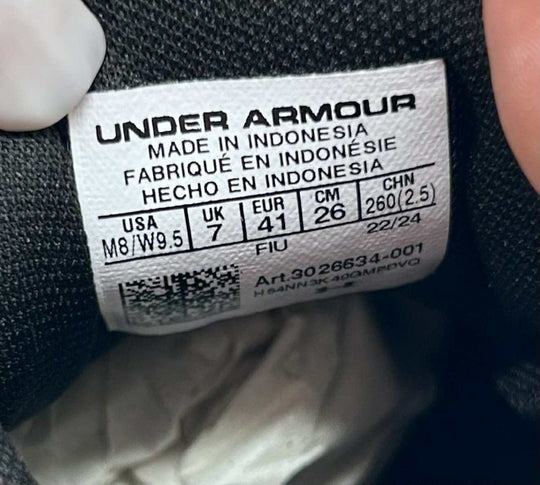 UNDER ARMOUR
MADE IN INDONESIA
FABRIQUÉ EN INDONÉSIE
HECHO EN INDONESIA
USA UK EUR CM CHN
M8/W9.5 7 41 26 260(2.5)
FIU 22/24
Art.3026634-001